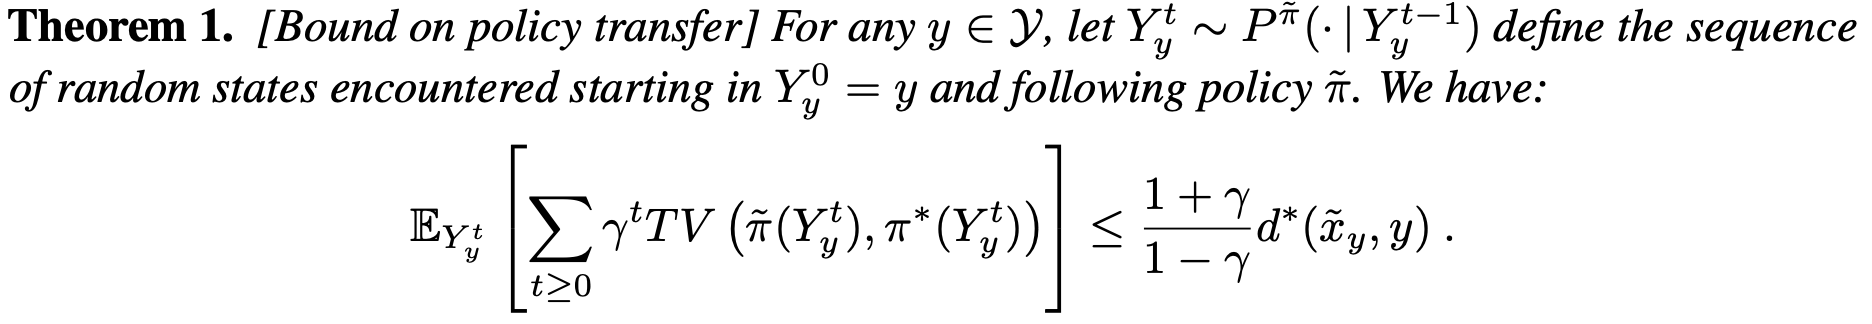 Theorem 1. [Bound on policy transfer] For any y ∈ 𝒴, let Y_y^t ∼ P^π̃(· | Y_y^{t−1}) define the sequence
of random states encountered starting in Y_y^0 = y and following policy π̃. We have:
𝔼_{Y_y^t} [ ∑_{t≥0} γ^t TV (π̃(Y_y^t), π*(Y_y^t)) ] ≤ \frac{1 + γ}{1 − γ} d*(x̃_y, y) .